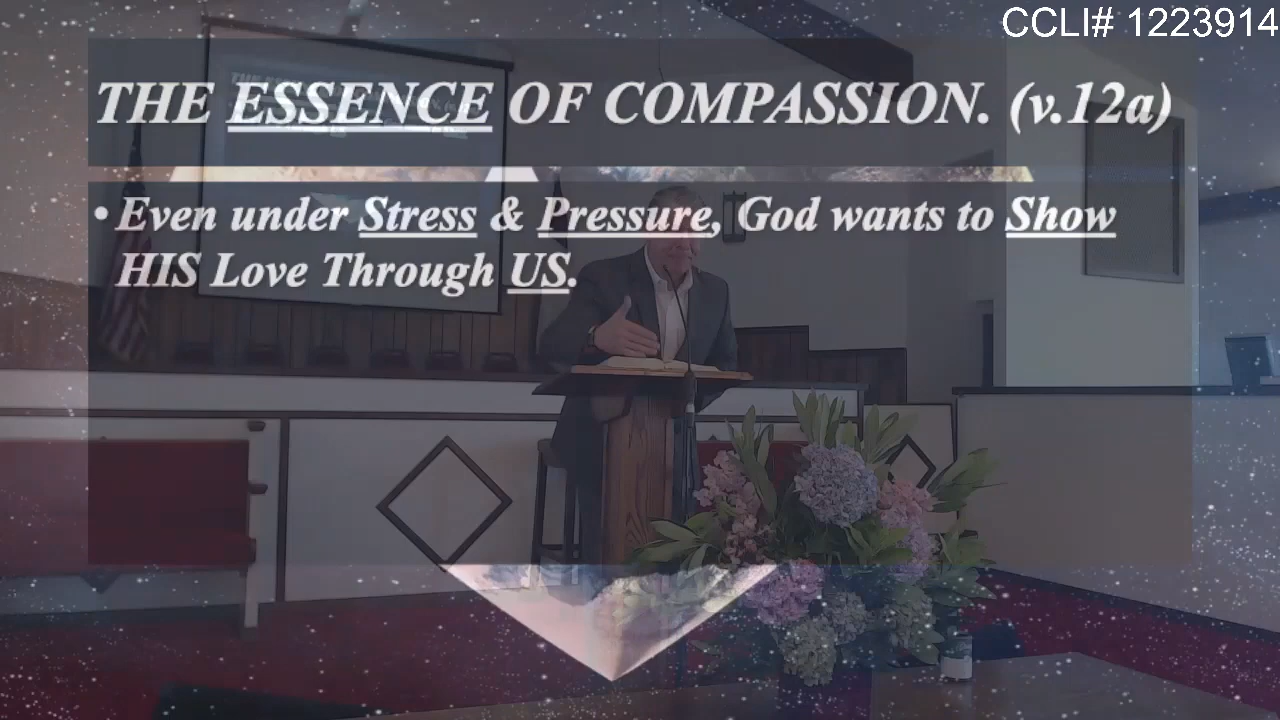 CCLI# 1223914
THE ESSENCE OF COMPASSION. (v.12a)
• Even under Stress & Pressure, God wants to Show
HIS Love Through US.